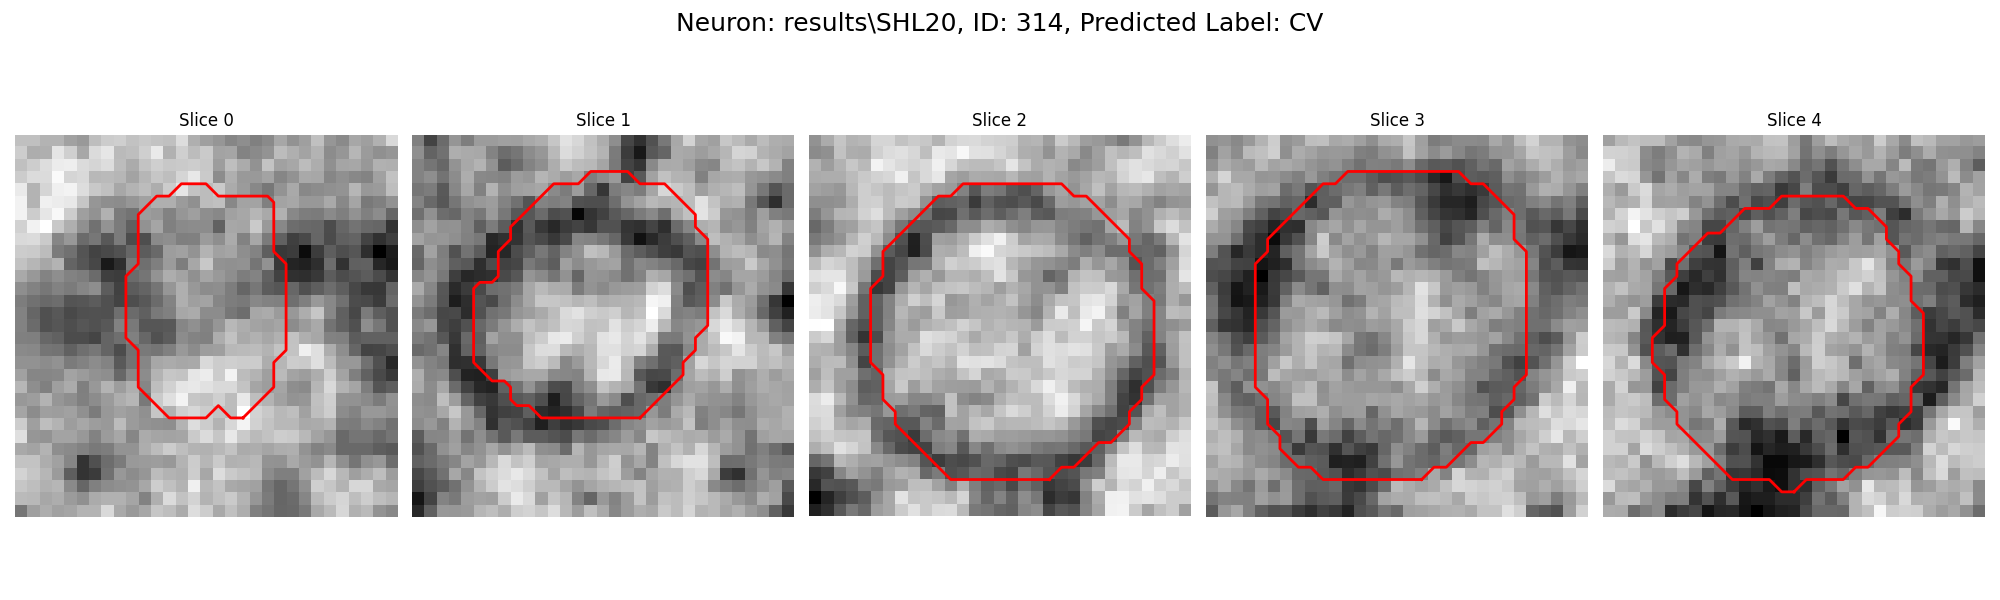 Neuron: results\SHL20, ID: 314, Predicted Label: CV
Slice 0
Slice 1
Slice 2
Slice 3
Slice 4